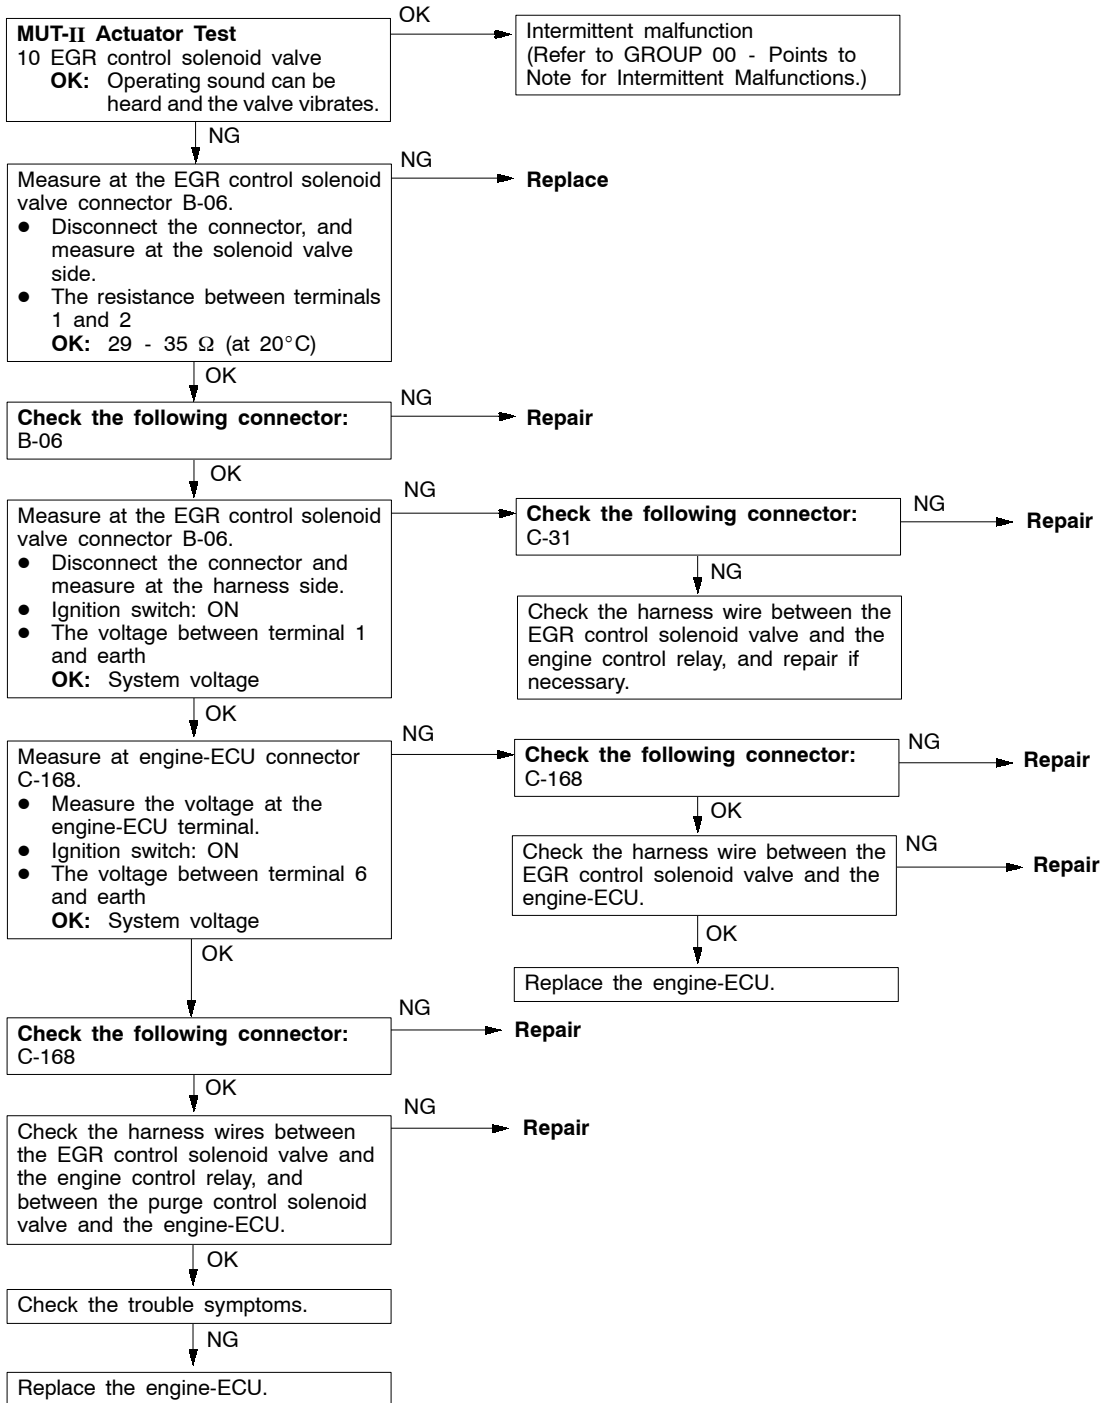 MUT-II Actuator Test
10 EGR control solenoid valve
OK: Operating sound can be
heard and the valve vibrates.
OK
Intermittent malfunction
(Refer to GROUP 00 - Points to
Note for Intermittent Malfunctions.)
NG
Measure at the EGR control solenoid
valve connector B-06.
● Disconnect the connector, and
measure at the solenoid valve
side.
● The resistance between terminals
1 and 2
OK: 29 - 35 Ω (at 20°C)
NG
Replace
OK
Check the following connector:
B-06
NG
Repair
OK
Measure at the EGR control solenoid
valve connector B-06.
● Disconnect the connector and
measure at the harness side.
● Ignition switch: ON
● The voltage between terminal 1
and earth
OK: System voltage
NG
Check the following connector:
C-31
NG
Repair
NG
Check the harness wire between the
EGR control solenoid valve and the
engine control relay, and repair if
necessary.
OK
Measure at engine-ECU connector
C-168.
● Measure the voltage at the
engine-ECU terminal.
● Ignition switch: ON
● The voltage between terminal 6
and earth
OK: System voltage
NG
Check the following connector:
C-168
NG
Repair
OK
Check the harness wire between the
EGR control solenoid valve and the
engine-ECU.
NG
Repair
OK
Replace the engine-ECU.
OK
Check the following connector:
C-168
NG
Repair
OK
Check the harness wires between
the EGR control solenoid valve and
the engine control relay, and
between the purge control solenoid
valve and the engine-ECU.
NG
Repair
OK
Check the trouble symptoms.
NG
Replace the engine-ECU.